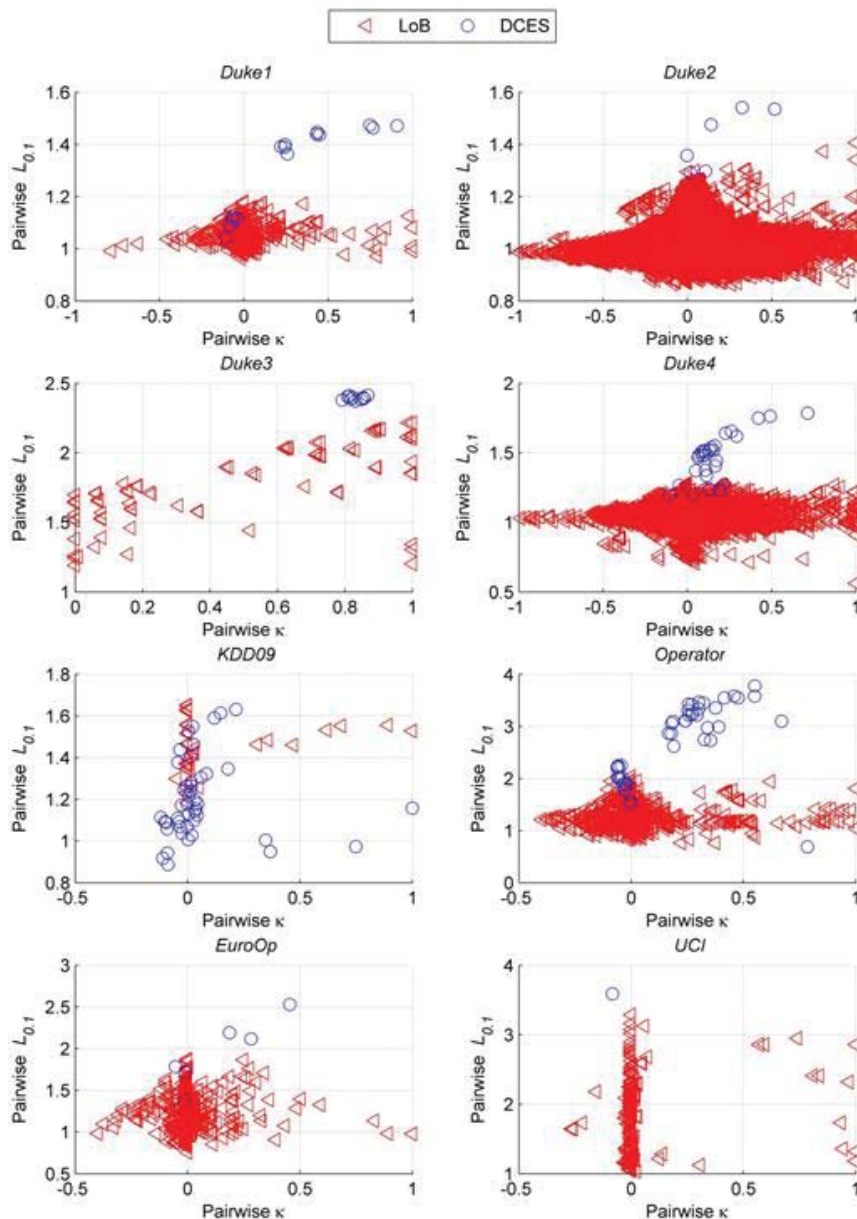 LoB DCES
Duke1
1.6
1.4
1.2
1
0.8
Pairwise L0.1
-1 -0.5 0 0.5 1
Pairwise κ
Duke2
1.6
1.4
1.2
1
0.8
Pairwise L0.1
-1 -0.5 0 0.5 1
Pairwise κ
Duke3
2.5
2
1.5
1
Pairwise L0.1
0 0.2 0.4 0.6 0.8 1
Pairwise κ
Duke4
2
1.5
1
0.5
Pairwise L0.1
-1 -0.5 0 0.5 1
Pairwise κ
KDD09
1.8
1.6
1.4
1.2
1
0.8
Pairwise L0.1
-0.5 0 0.5 1
Pairwise κ
Operator
4
3
2
1
0
Pairwise L0.1
-0.5 0 0.5 1
Pairwise κ
EuroOp
3
2.5
2
1.5
1
0.5
Pairwise L0.1
-0.5 0 0.5 1
Pairwise κ
UCI
4
3
2
1
Pairwise L0.1
-0.5 0 0.5 1
Pairwise κ